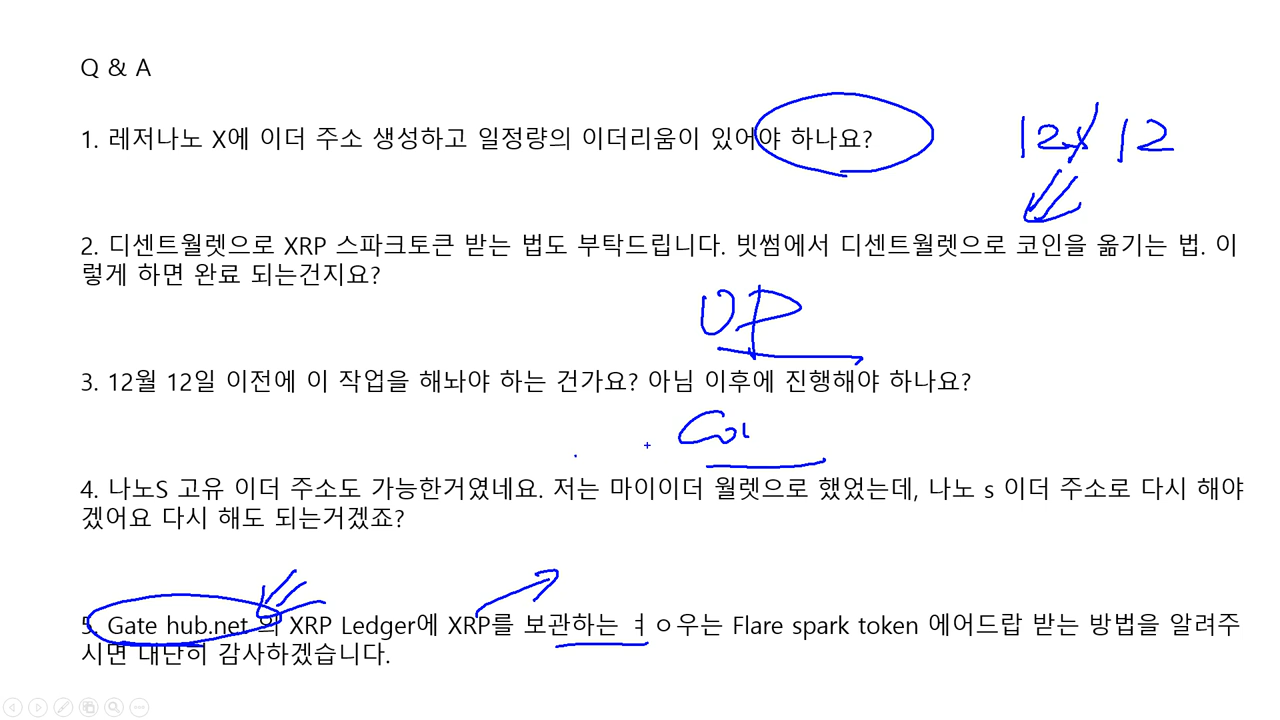 Q & A
1. 레저나노 X에 이더 주소 생성하고 일정량의 이더리움이 있어야 하나요?
12 / 12
2. 디센트월렛으로 XRP 스파크토큰 받는 법도 부탁드립니다. 빗썸에서 디센트월렛으로 코인을 옮기는 법. 이
렇게 하면 완료 되는건지요?
3. 12월 12일 이전에 이 작업을 해놔야 하는 건가요? 아님 이후에 진행해야 하나요?
4. 나노S 고유 이더 주소도 가능한거였네요. 저는 마이이더 월렛으로 했었는데, 나노 s 이더 주소로 다시 해야
겠어요 다시 해도 되는거겠죠?
5. Gate hub.net 의 XRP Ledger에 XRP를 보관하는 ㅕㅇ우는 Flare spark token 에어드랍 받는 방법을 알려주
시면 대단히 감사하겠습니다.